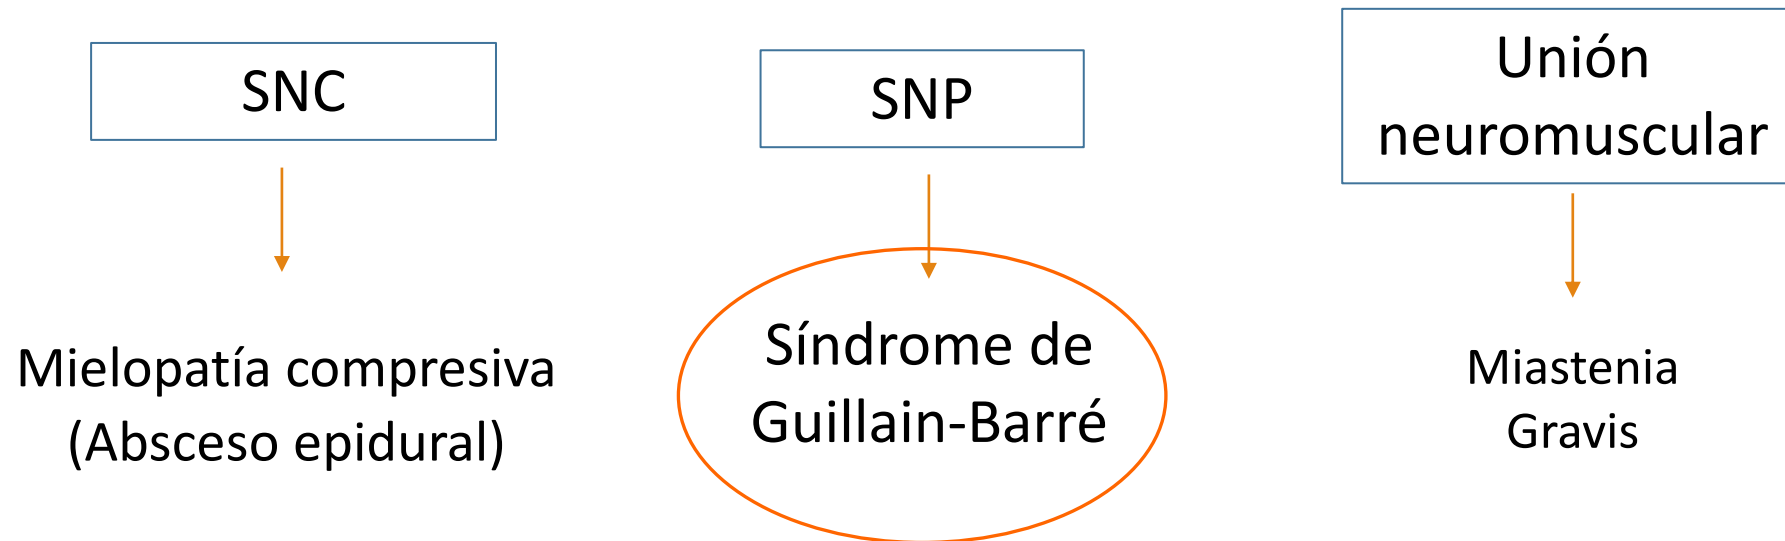 SNC
Mielopatía compresiva
(Absceso epidural)
SNP
Síndrome de
Guillain-Barré
Unión
neuromuscular
Miastenia
Gravis